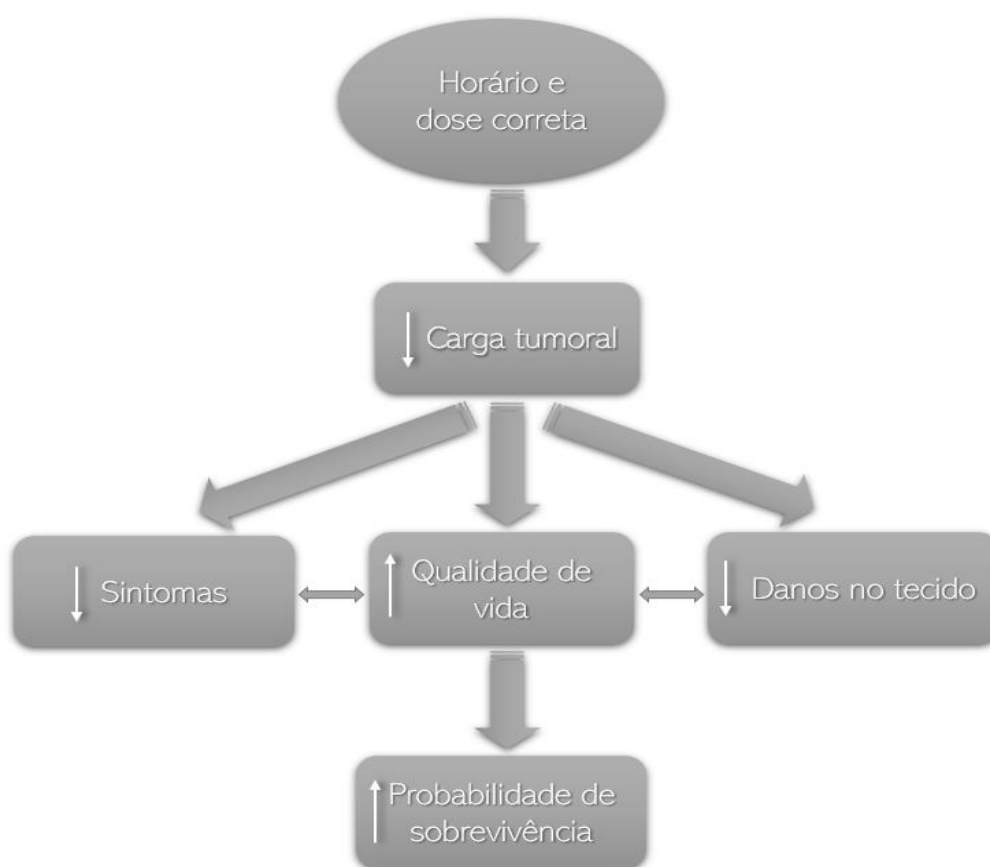 Horário e
dose correta
Carga tumoral
Sintomas
Qualidade de
vida
Danos no tecido
Probabilidade de
sobrevivência